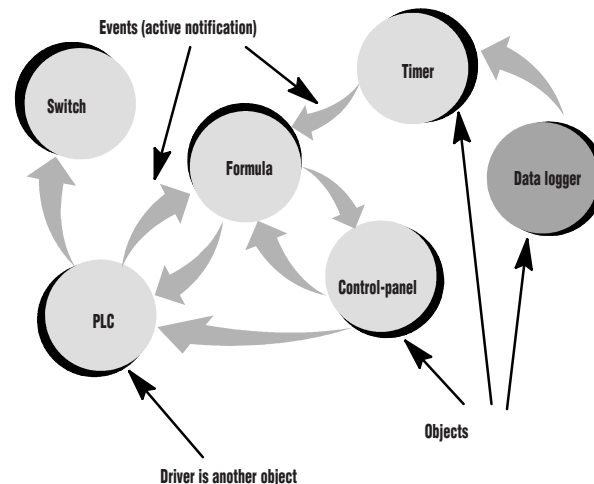 Events (active notification)
Timer
Switch
Formula
Data logger
Control-panel
PLC
Objects
Driver is another object